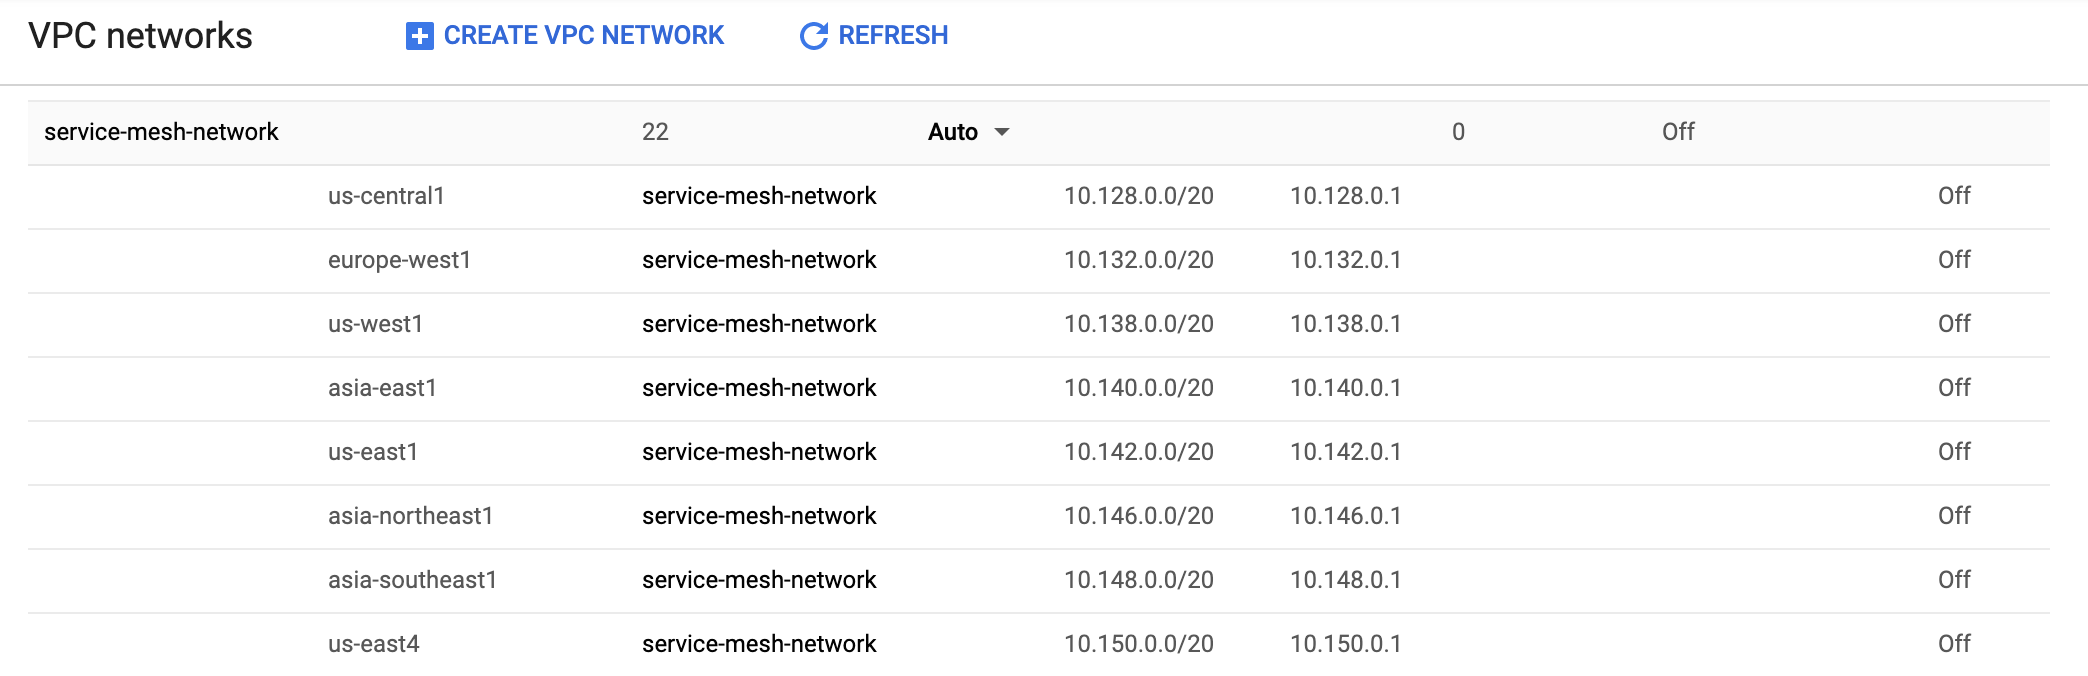 VPC networks CREATE VPC NETWORK REFRESH
service-mesh-network 22 Auto 0 Off
us-central1 service-mesh-network 10.128.0.0/20 10.128.0.1 Off
europe-west1 service-mesh-network 10.132.0.0/20 10.132.0.1 Off
us-west1 service-mesh-network 10.138.0.0/20 10.138.0.1 Off
asia-east1 service-mesh-network 10.140.0.0/20 10.140.0.1 Off
us-east1 service-mesh-network 10.142.0.0/20 10.142.0.1 Off
asia-northeast1 service-mesh-network 10.146.0.0/20 10.146.0.1 Off
asia-southeast1 service-mesh-network 10.148.0.0/20 10.148.0.1 Off
us-east4 service-mesh-network 10.150.0.0/20 10.150.0.1 Off